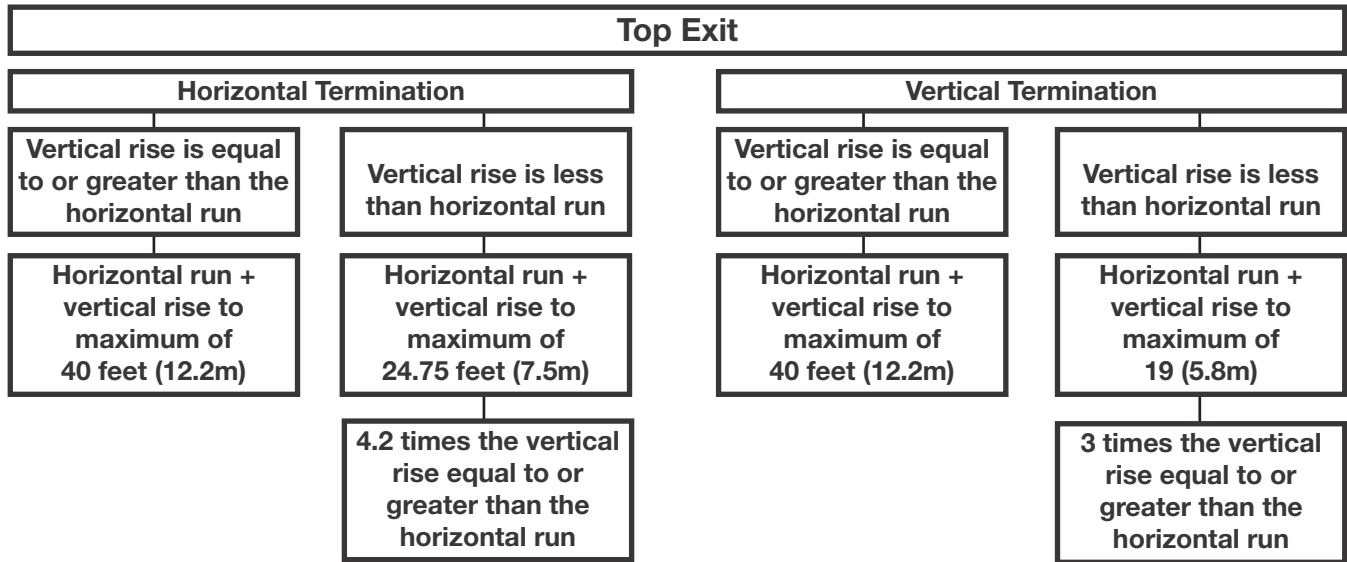 Top Exit
Horizontal Termination
Vertical rise is equal
to or greater than the
horizontal run
Horizontal run +
vertical rise to
maximum of
40 feet (12.2m)
Vertical rise is less
than horizontal run
Horizontal run +
vertical rise to
maximum of
24.75 feet (7.5m)
4.2 times the vertical
rise equal to or
greater than the
horizontal run
Vertical Termination
Vertical rise is equal
to or greater than the
horizontal run
Horizontal run +
vertical rise to
maximum of
40 feet (12.2m)
Vertical rise is less
than horizontal run
Horizontal run +
vertical rise to
maximum of
19 (5.8m)
3 times the vertical
rise equal to or
greater than the
horizontal run